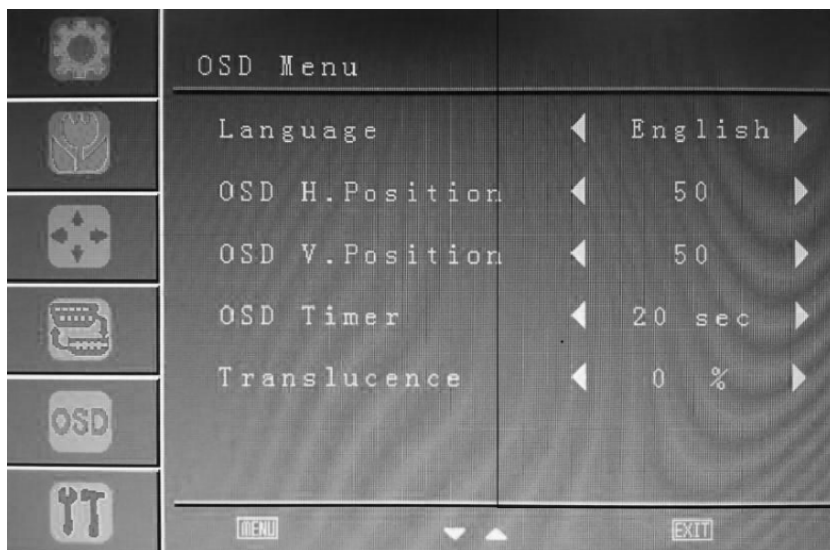 OSD Menu
Language English
OSD H.Position 50
OSD V.Position 50
OSD Timer 20 sec
Translucence 0 %
OSD
MENU EXIT